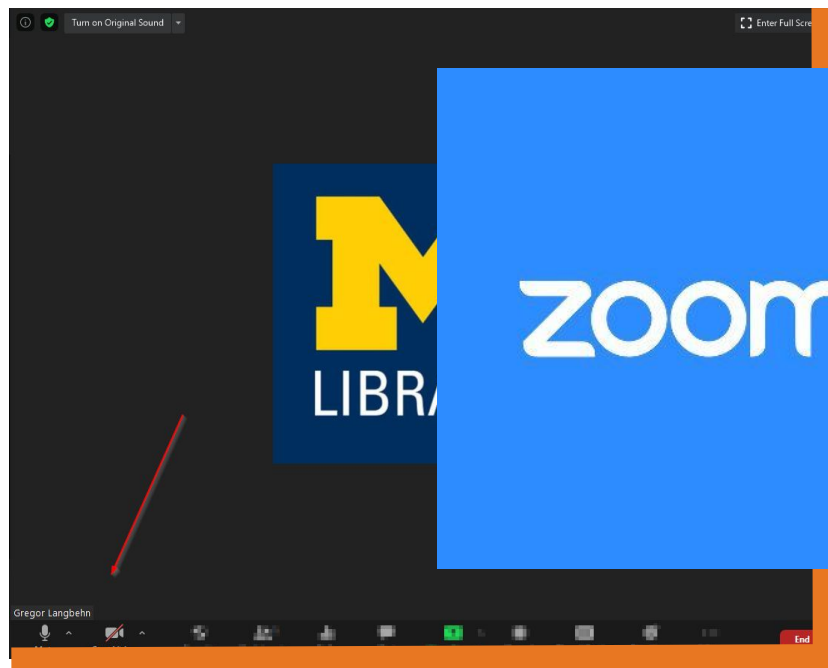 Turn on Original Sound
Enter Full Scre
M
LIBRA
zoom
Gregor Langbehn
End